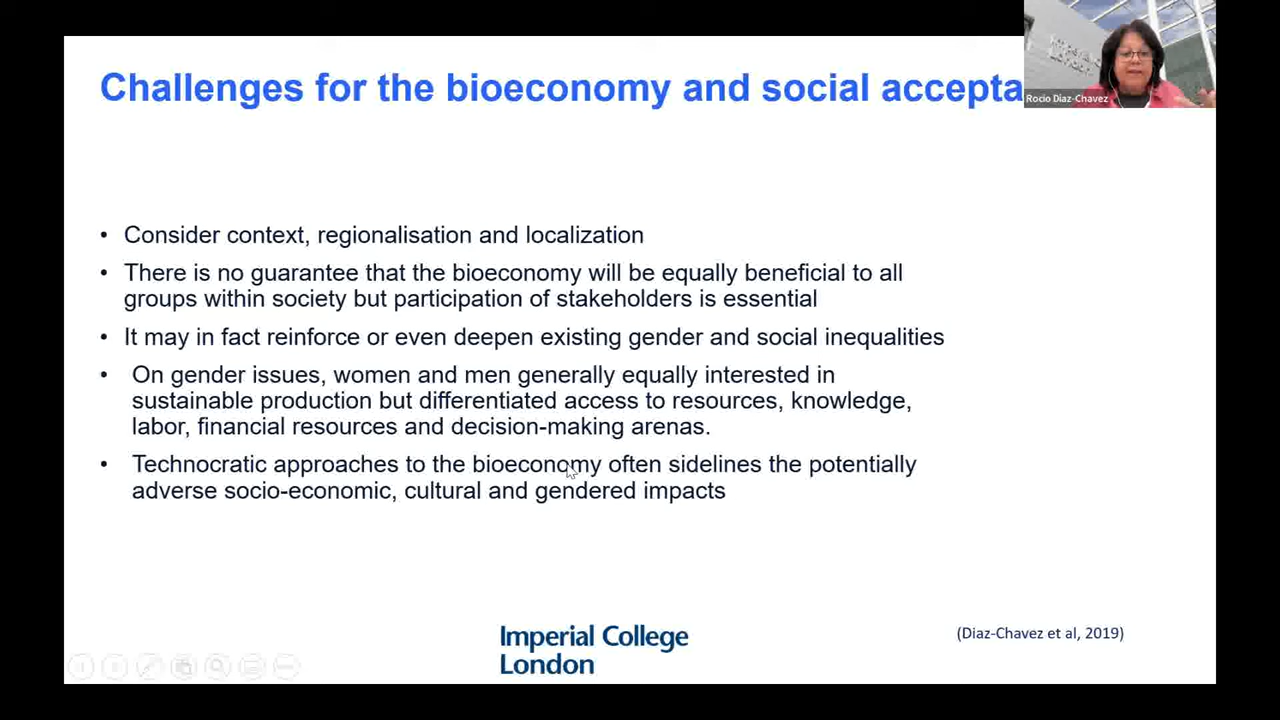 Challenges for the bioeconomy and social accepta
Rocio Diaz-Chavez
• Consider context, regionalisation and localization
• There is no guarantee that the bioeconomy will be equally beneficial to all
groups within society but participation of stakeholders is essential
• It may in fact reinforce or even deepen existing gender and social inequalities
• On gender issues, women and men generally equally interested in
sustainable production but differentiated access to resources, knowledge,
labor, financial resources and decision-making arenas.
• Technocratic approaches to the bioeconomy often sidelines the potentially
adverse socio-economic, cultural and gendered impacts
(Diaz-Chavez et al, 2019)
Imperial College
London